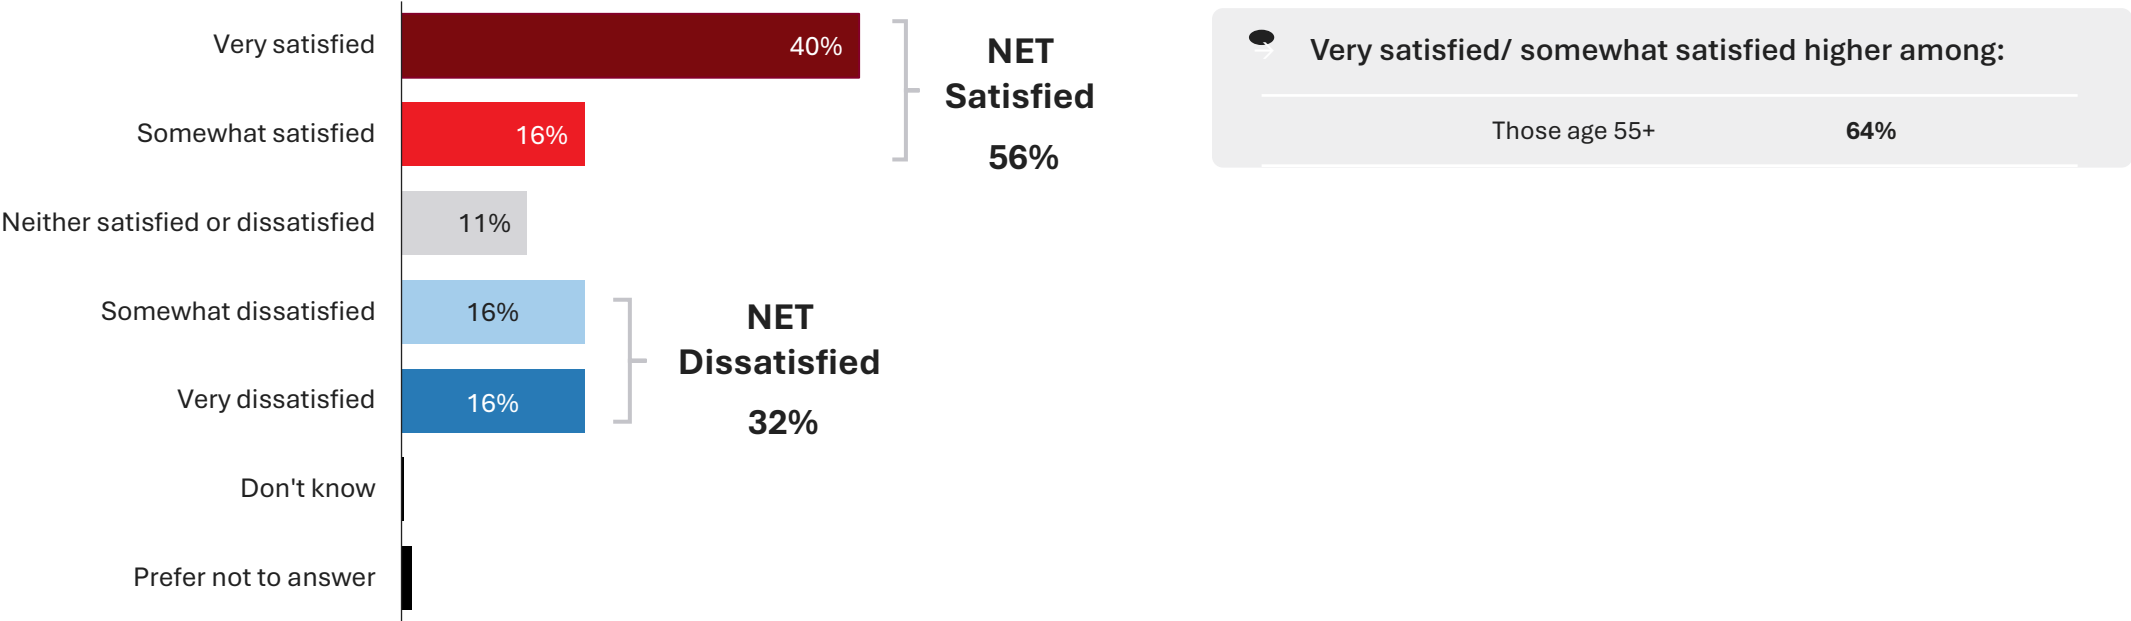 Very satisfied
40%
Somewhat satisfied
16%
Neither satisfied or dissatisfied
11%
Somewhat dissatisfied
16%
Very dissatisfied
16%
Don't know
Prefer not to answer
NET
Satisfied
56%
NET
Dissatisfied
32%
Very satisfied/ somewhat satisfied higher among:
Those age 55+
64%